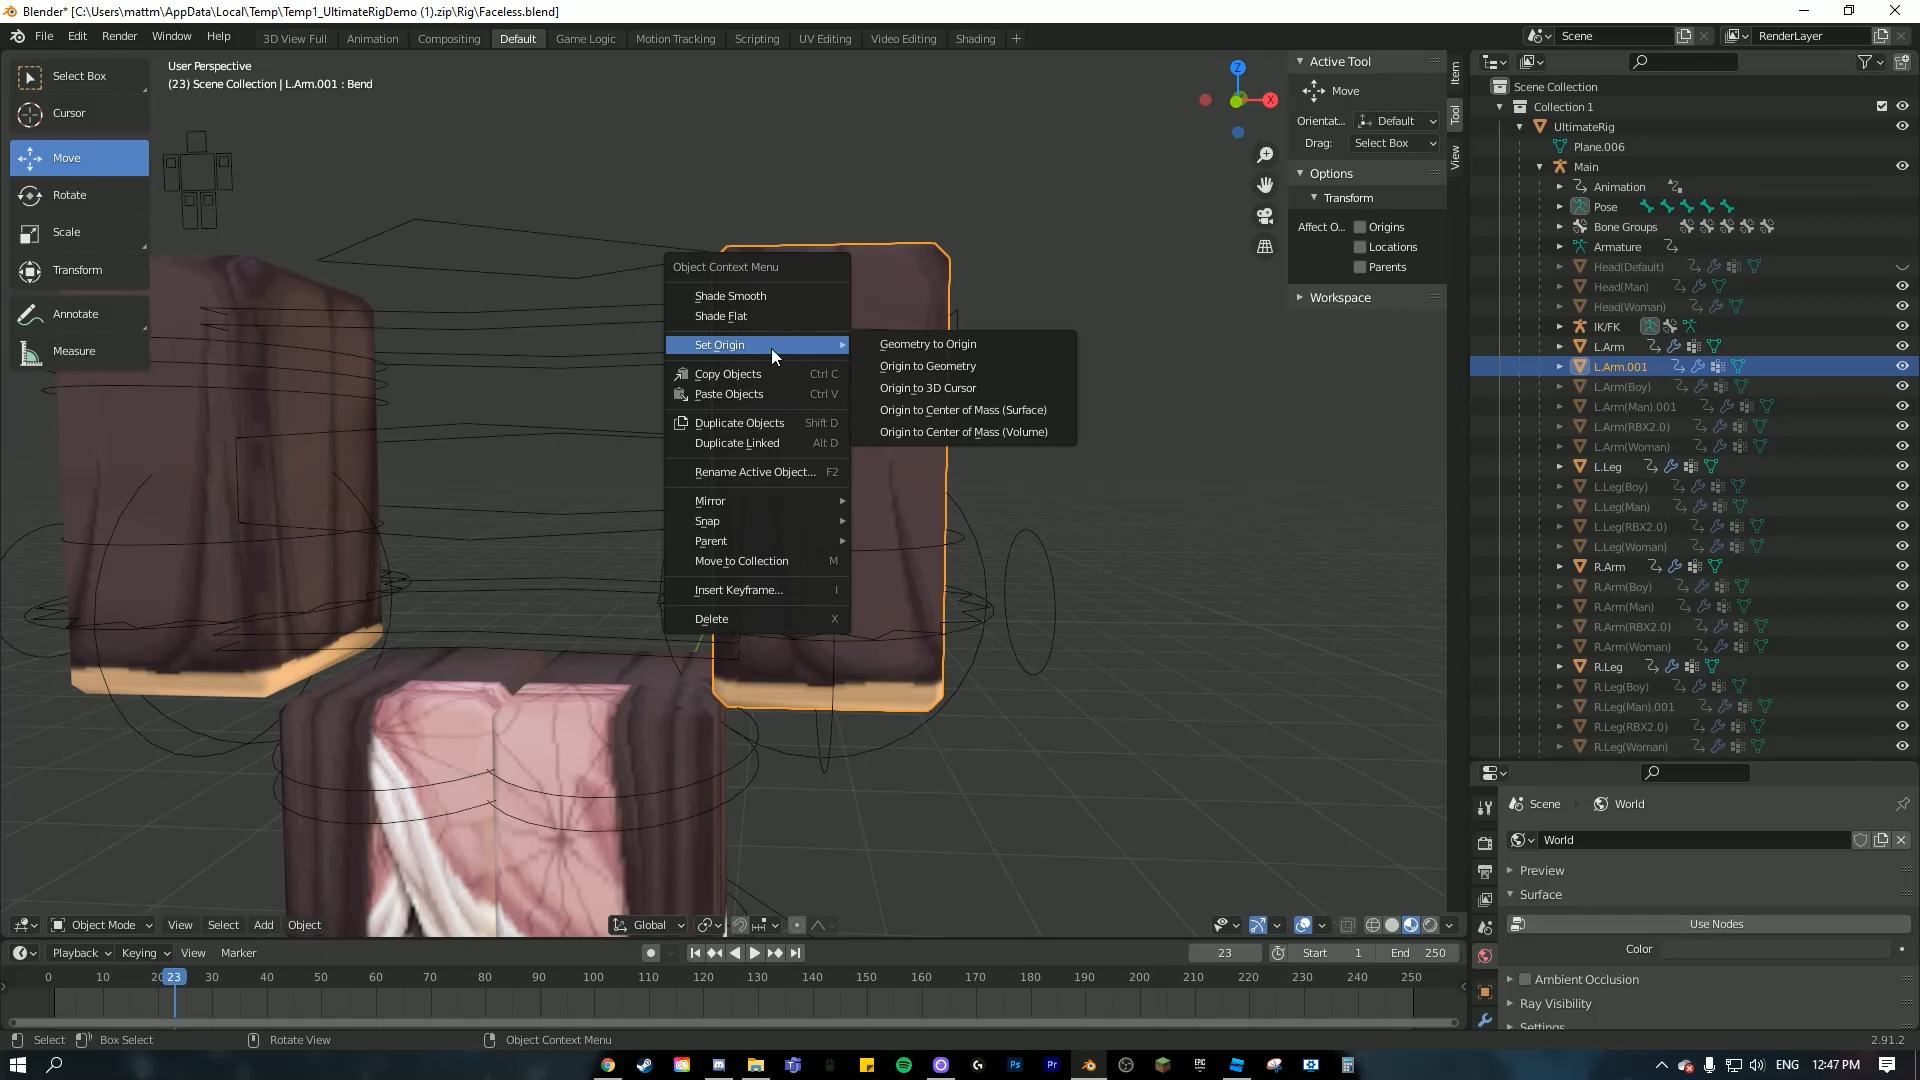 Blender* [C:\Users\mattm\AppData\Local\Temp\Temp1_UltimateRigDemo (1).zip\Rig\Faceless.blend]
File Edit Render Window Help
3D View Full Animation Compositing Default Game Logic Motion Tracking Scripting UV Editing Video Editing Shading +
Scene
RenderLayer
Select Box
Cursor
Move
Rotate
Scale
Transform
Annotate
Measure
User Perspective
(23) Scene Collection | L.Arm.001 : Bend
Z
X
Active Tool
Move
Orientat... Default
Drag: Select Box
Options
Transform
Affect O... Origins
Locations
Parents
Workspace
Item
Tool
View
Object Context Menu
Shade Smooth
Shade Flat
Set Origin
Copy Objects Ctrl C
Paste Objects Ctrl V
Duplicate Objects Shift D
Duplicate Linked Alt D
Rename Active Object... F2
Mirror
Snap
Parent
Move to Collection M
Insert Keyframe... I
Delete X
Geometry to Origin
Origin to Geometry
Origin to 3D Cursor
Origin to Center of Mass (Surface)
Origin to Center of Mass (Volume)
Scene Collection
Collection 1
UltimateRig
Plane.006
Main
Animation
Pose
Bone Groups
Armature
Head(Default)
Head(Man)
Head(Woman)
IK/FK
L.Arm
L.Arm.001
L.Arm(Boy)
L.Arm(Man).001
L.Arm(RBX2.0)
L.Arm(Woman)
L.Leg
L.Leg(Boy)
L.Leg(Man)
L.Leg(RBX2.0)
L.Leg(Woman)
R.Arm
R.Arm(Boy)
R.Arm(Man)
R.Arm(RBX2.0)
R.Arm(Woman)
R.Leg
R.Leg(Boy)
R.Leg(Man).001
R.Leg(RBX2.0)
R.Leg(Woman)
Scene World
World
Preview
Surface
Use Nodes
Color
Ambient Occlusion
Ray Visibility
Settings
Object Mode View Select Add Object
Global
Playback Keying View Marker
23 Start 1 End 250
0 10 20 23 30 40 50 60 70 80 90 100 110 120 130 140 150 160 170 180 190 200 210 220 230 240 250
Select Box Select Rotate View Object Context Menu
2.91.2
Ps Pr EPIC
ENG 12:47 PM